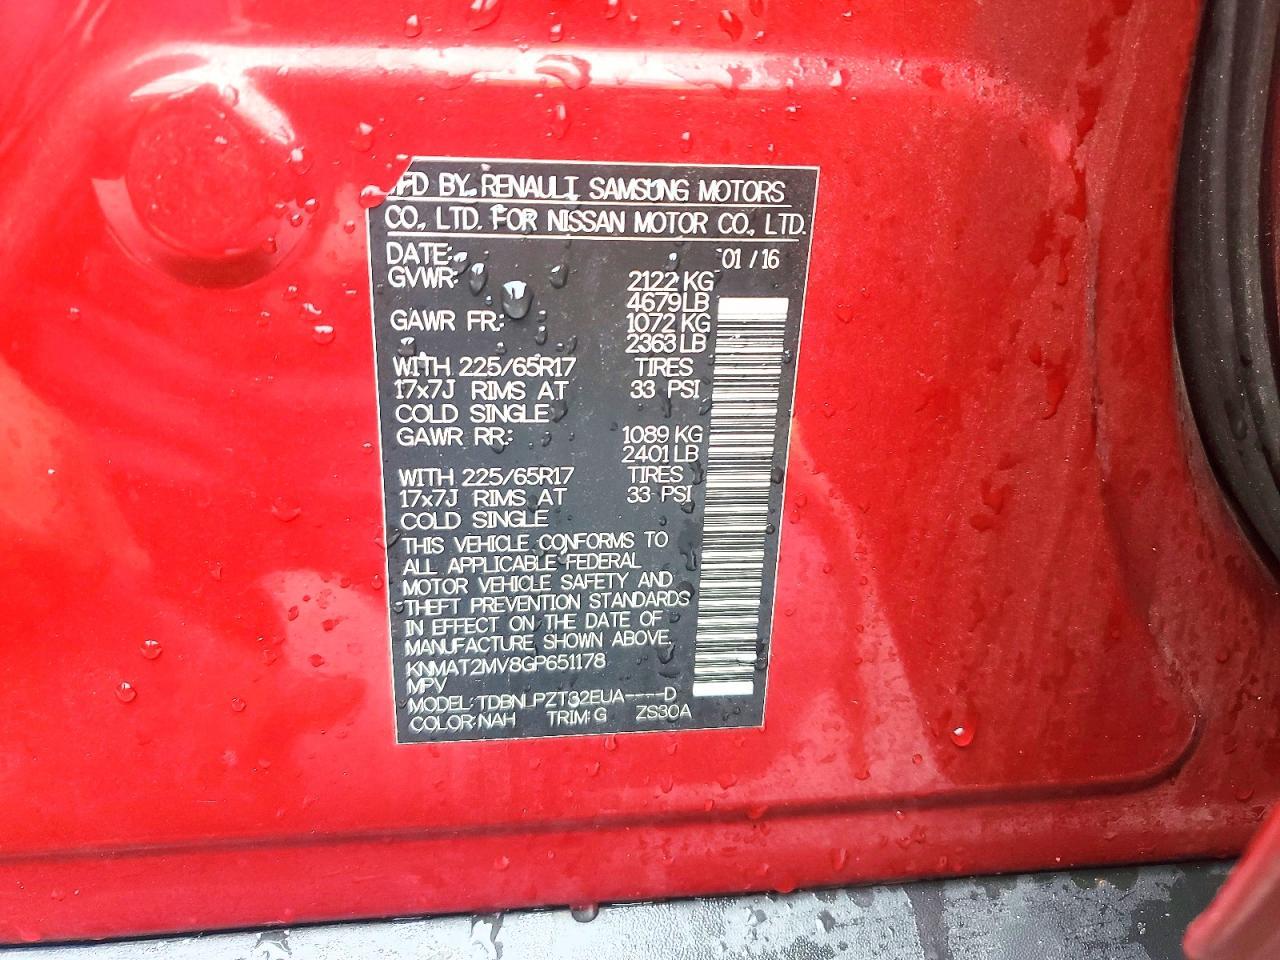 MFD BY RENAULT SAMSUNG MOTORS
CO., LTD. FOR NISSAN MOTOR CO., LTD.
DATE: 01 / 16
GVWR: 2122 KG
4679 LB
GAWR FR: 1072 KG
2363 LB
WITH 225/65R17 TIRES
17x7J RIMS AT 33 PSI
COLD SINGLE
GAWR RR: 1089 KG
2401 LB
WITH 225/65R17 TIRES
17x7J RIMS AT 33 PSI
COLD SINGLE
THIS VEHICLE CONFORMS TO
ALL APPLICABLE FEDERAL
MOTOR VEHICLE SAFETY AND
THEFT PREVENTION STANDARDS
IN EFFECT ON THE DATE OF
MANUFACTURE SHOWN ABOVE.
KNMAT2MV8GP651178
MPV
MODEL: TDBNLPZT32EUA----D
COLOR: NAH TRIM: G ZS30A